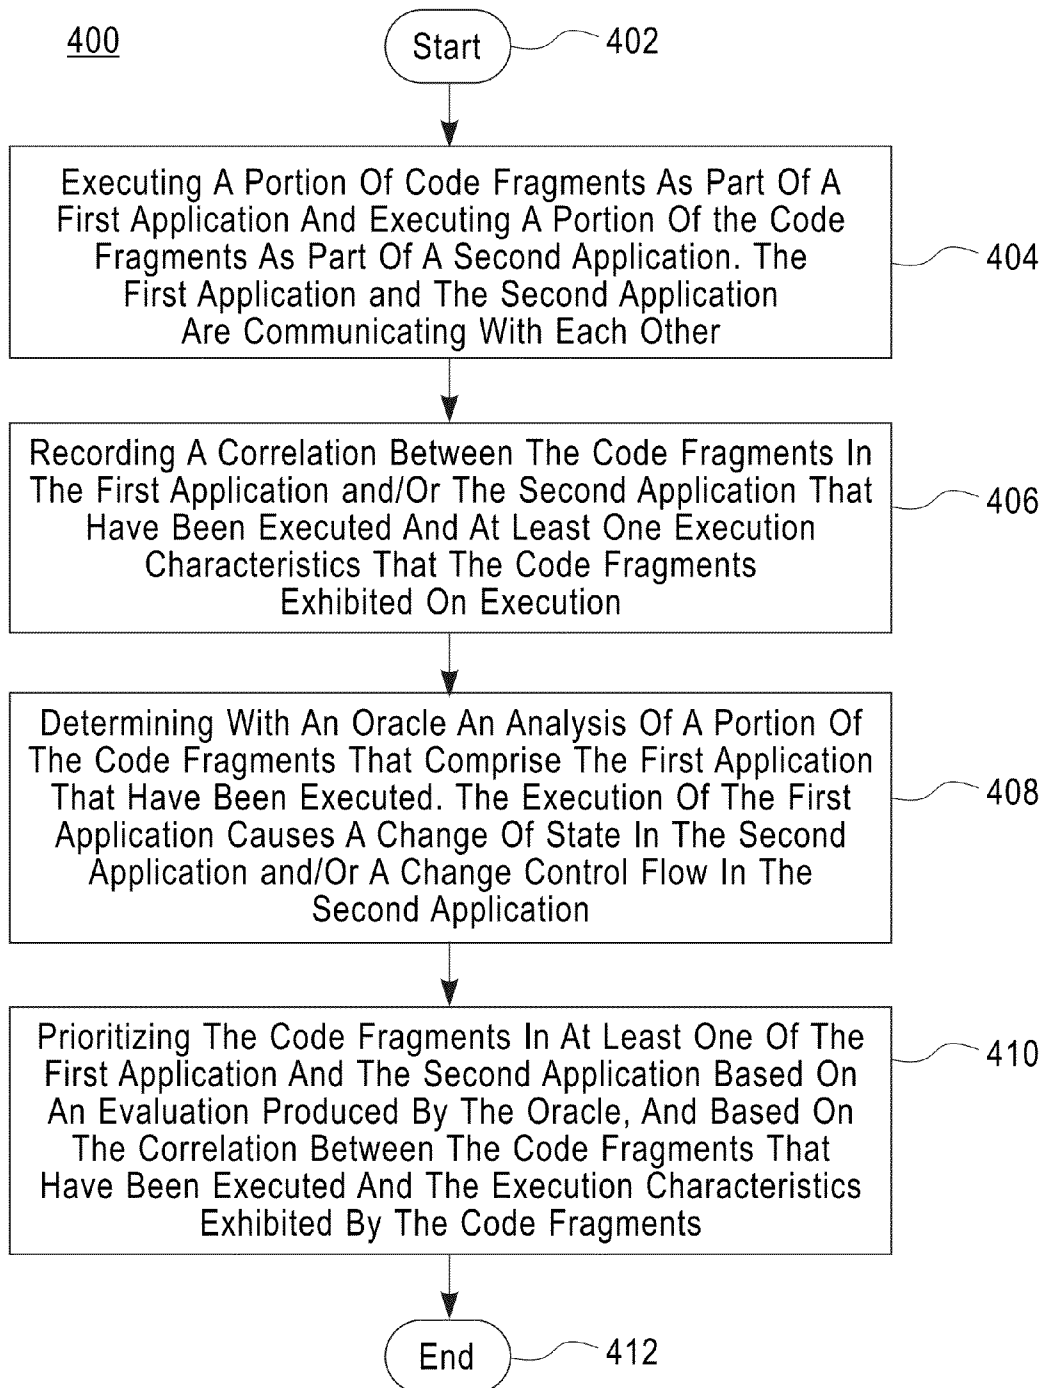 400
Start
402
Executing A Portion Of Code Fragments As Part Of A
First Application And Executing A Portion Of the Code
Fragments As Part Of A Second Application. The
First Application and The Second Application
Are Communicating With Each Other
404
Recording A Correlation Between The Code Fragments In
The First Application and/Or The Second Application That
Have Been Executed And At Least One Execution
Characteristics That The Code Fragments
Exhibited On Execution
406
Determining With An Oracle An Analysis Of A Portion Of
The Code Fragments That Comprise The First Application
That Have Been Executed. The Execution Of The First
Application Causes A Change Of State In The Second
Application and/Or A Change Control Flow In The
Second Application
408
Prioritizing The Code Fragments In At Least One Of The
First Application And The Second Application Based On
An Evaluation Produced By The Oracle, And Based On
The Correlation Between The Code Fragments That
Have Been Executed And The Execution Characteristics
Exhibited By The Code Fragments
410
End
412